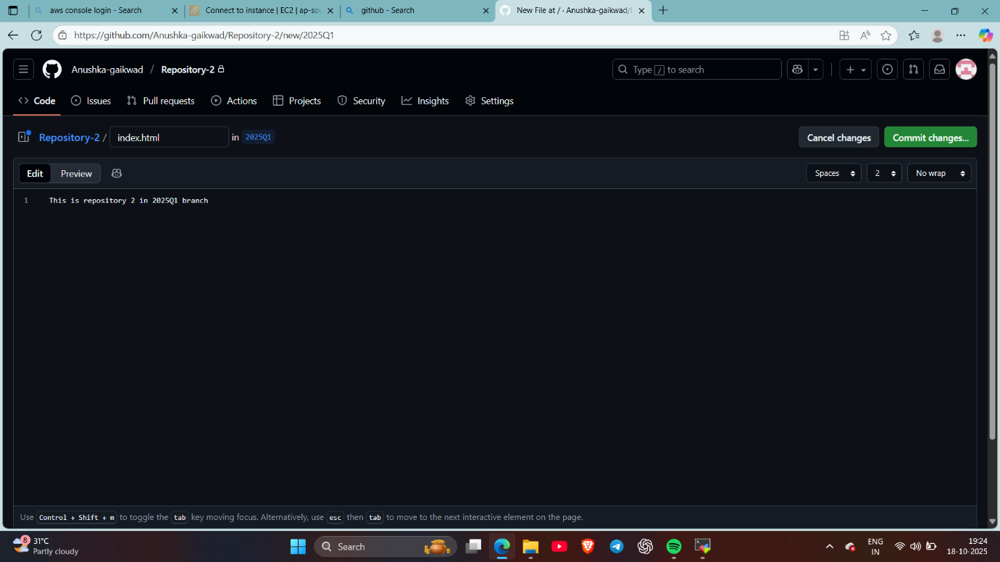 aws console login - Search
Connect to instance | EC2 | ap-sou
github - Search
New File at / · Anushka-gaikwad/R
https://github.com/Anushka-gaikwad/Repository-2/new/2025Q1
Anushka-gaikwad / Repository-2
Type / to search
Code
Issues
Pull requests
Actions
Projects
Security
Insights
Settings
Repository-2 / index.html in 2025Q1
Cancel changes
Commit changes...
Edit
Preview
Spaces
2
No wrap
1 This is repository 2 in 2025Q1 branch
Use Control + Shift + m to toggle the tab key moving focus. Alternatively, use esc then tab to move to the next interactive element on the page.
8
31°C
Partly cloudy
Search
ENG
IN
19:24
18-10-2025